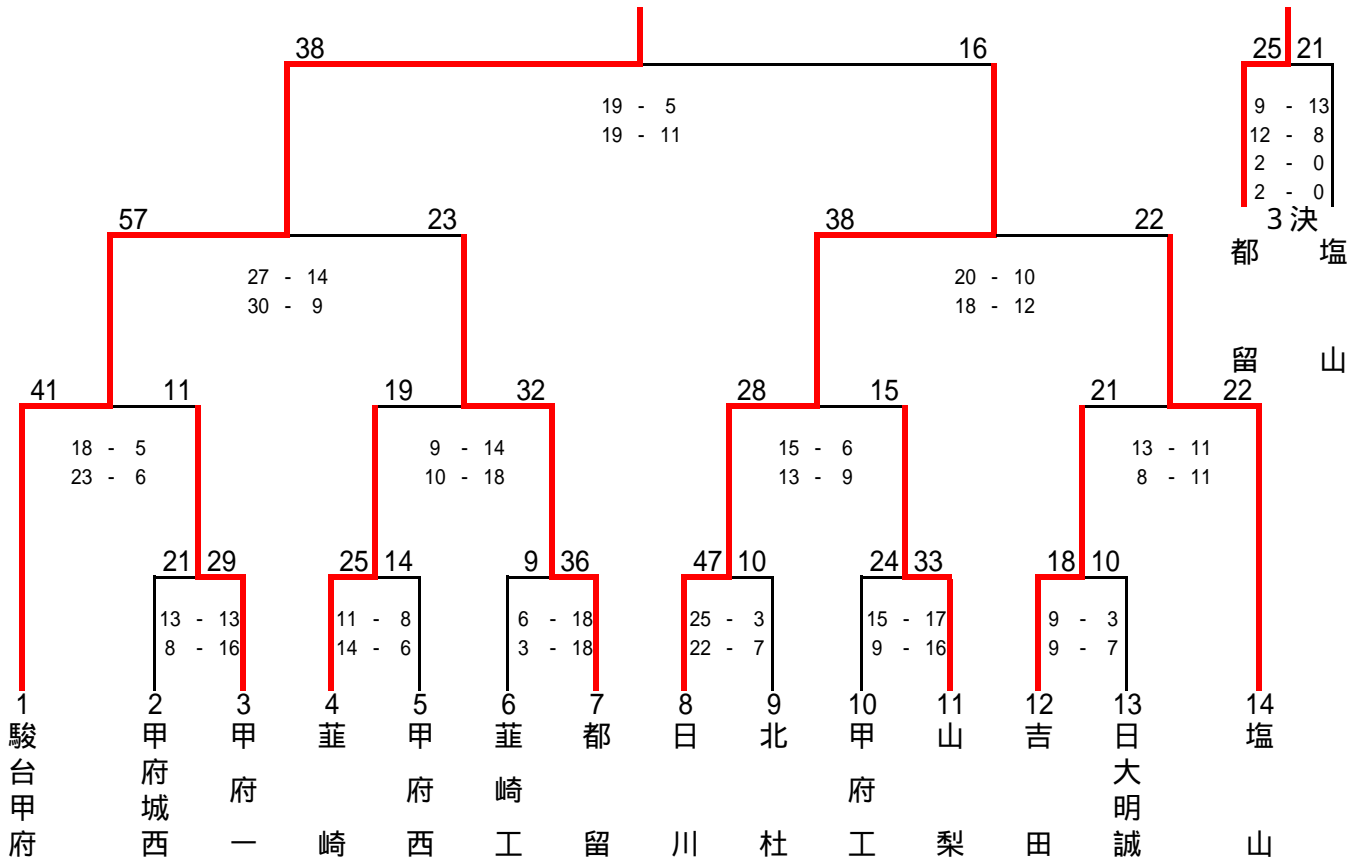 38 16 25 21
19 - 5
19 - 11
9 - 13
12 - 8
2 - 0
2 - 0
3決
都留 塩山
57 23 38 22
27 - 14 20 - 10
30 - 9 18 - 12
41 11 19 32 28 15 21 22
18 - 5 9 - 14 15 - 6 13 - 11
23 - 6 10 - 18 13 - 9 8 - 11
21 29 25 14 9 36 47 10 24 33 18 10
13 - 13 11 - 8 6 - 18 25 - 3 15 - 17 9 - 3
8 - 16 14 - 6 3 - 18 22 - 7 9 - 16 9 - 7
1 2 3 4 5 6 7 8 9 10 11 12 13 14
駿台甲府
甲府城西
甲府一
韮崎
甲府西
韮崎工
都留
日川
北杜
甲府工
山梨
吉田
日大明誠
塩山